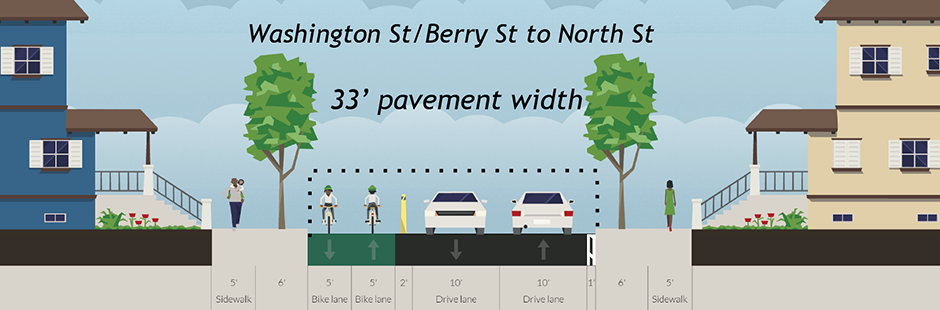 Washington St/Berry St to North St
33’ pavement width
5' 6' 5' 5' 2' 10' 10' 1' 6' 5'
Sidewalk Bike lane Bike lane Drive lane Drive lane Sidewalk